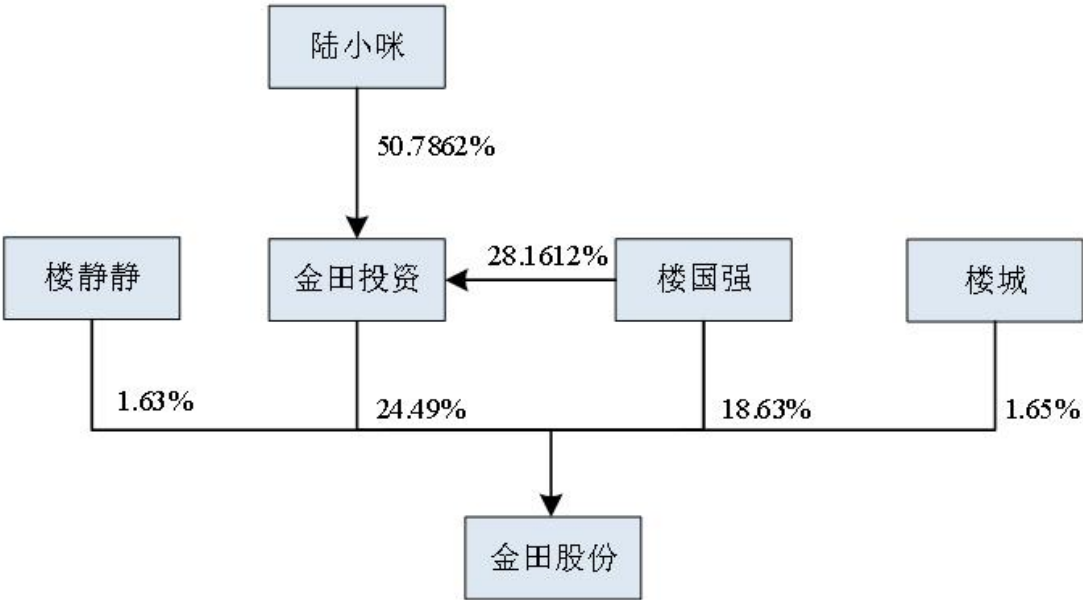 陆小咪
50.7862%
楼静静
金田投资
28.1612%
楼国强
楼城
1.63%
24.49%
18.63%
1.65%
金田股份